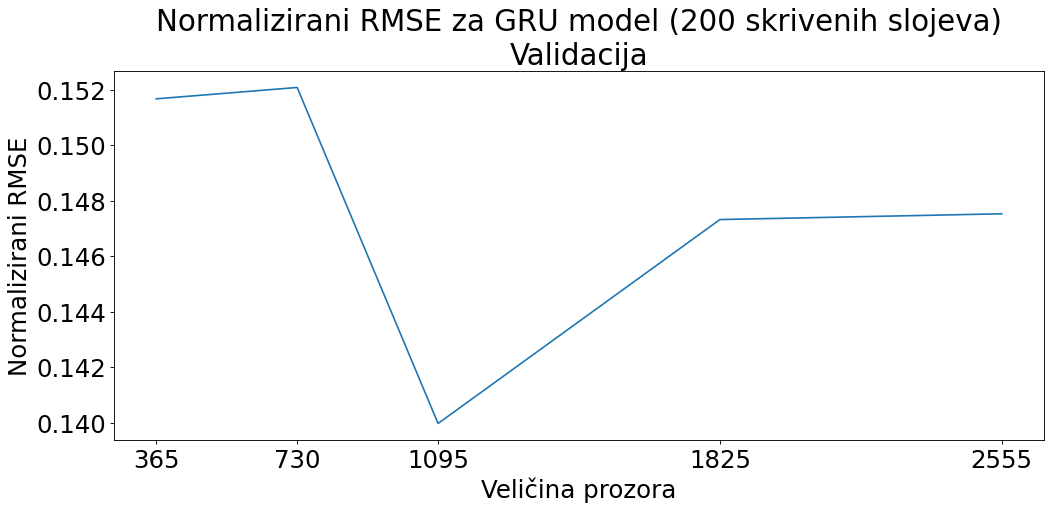 Normalizirani RMSE za GRU model (200 skrivenih slojeva)
Validacija
Normalizirani RMSE
0.152
0.150
0.148
0.146
0.144
0.142
0.140
365 730 1095 1825 2555
Veličina prozora